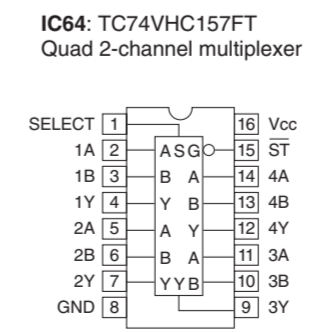 IC64: TC74VHC157FT
Quad 2-channel multiplexer
SELECT 1 16 Vcc
1A 2 A S G 15 ST
1B 3 B A 14 4A
1Y 4 Y B 13 4B
2A 5 A Y 12 4Y
2B 6 B A 11 3A
2Y 7 Y Y B 10 3B
GND 8 9 3Y